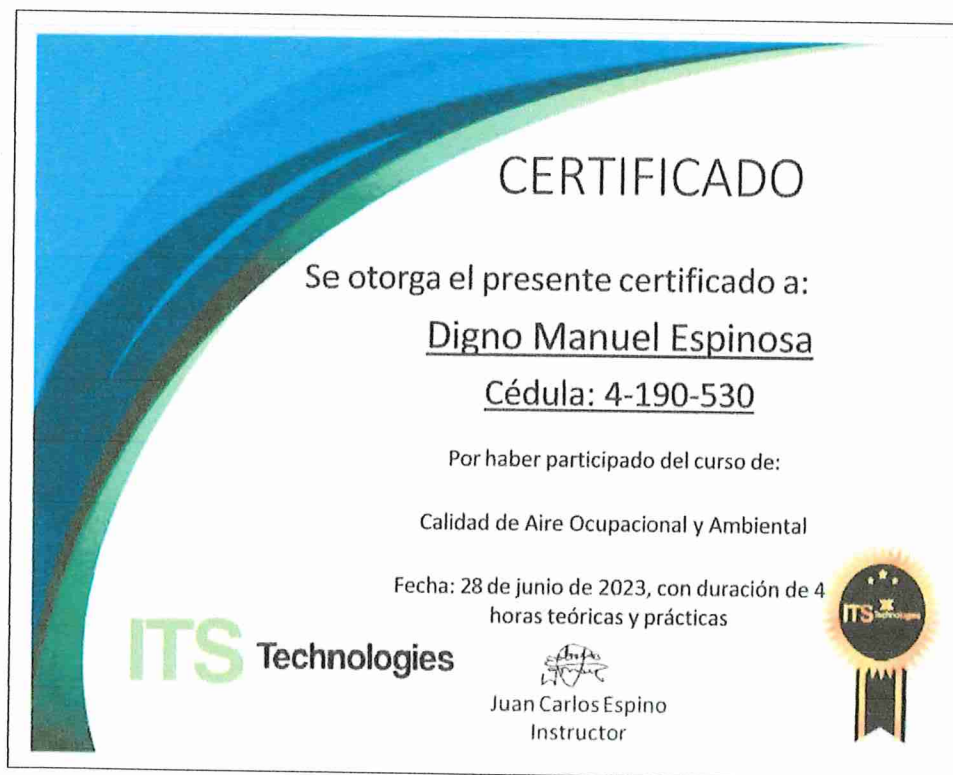 CERTIFICADO
Se otorga el presente certificado a:
Digno Manuel Espinosa
Cédula: 4-190-530
Por haber participado del curso de:
Calidad de Aire Ocupacional y Ambiental
Fecha: 28 de junio de 2023, con duración de 4
horas teóricas y prácticas
ITS Technologies
Juan Carlos Espino
Instructor
ITS Technologies